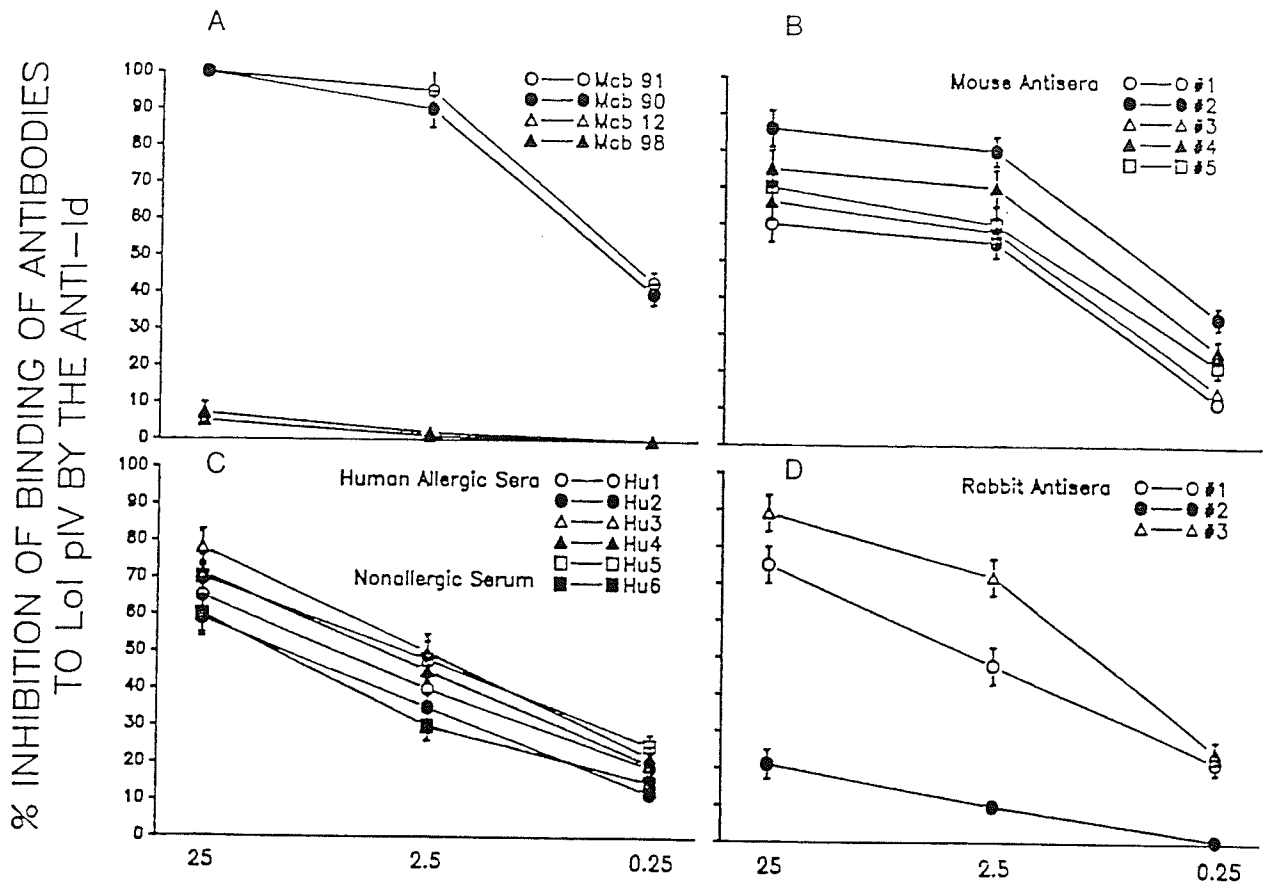 % INHIBITION OF BINDING OF ANTIBODIES
TO Lol pIV BY THE ANTI-Id
A
100
90
80
70
60
50
40
30
20
10
0
Mcb 91
Mcb 90
Mcb 12
Mcb 98
B
Mouse Antisera
#1
#2
#3
#4
#5
C
100
90
80
70
60
50
40
30
20
10
0
Human Allergic Sera
Hu1
Hu2
Hu3
Hu4
Hu5
Nonallergic Serum
Hu6
25
2.5
0.25
D
Rabbit Antisera
#1
#2
#3
25
2.5
0.25